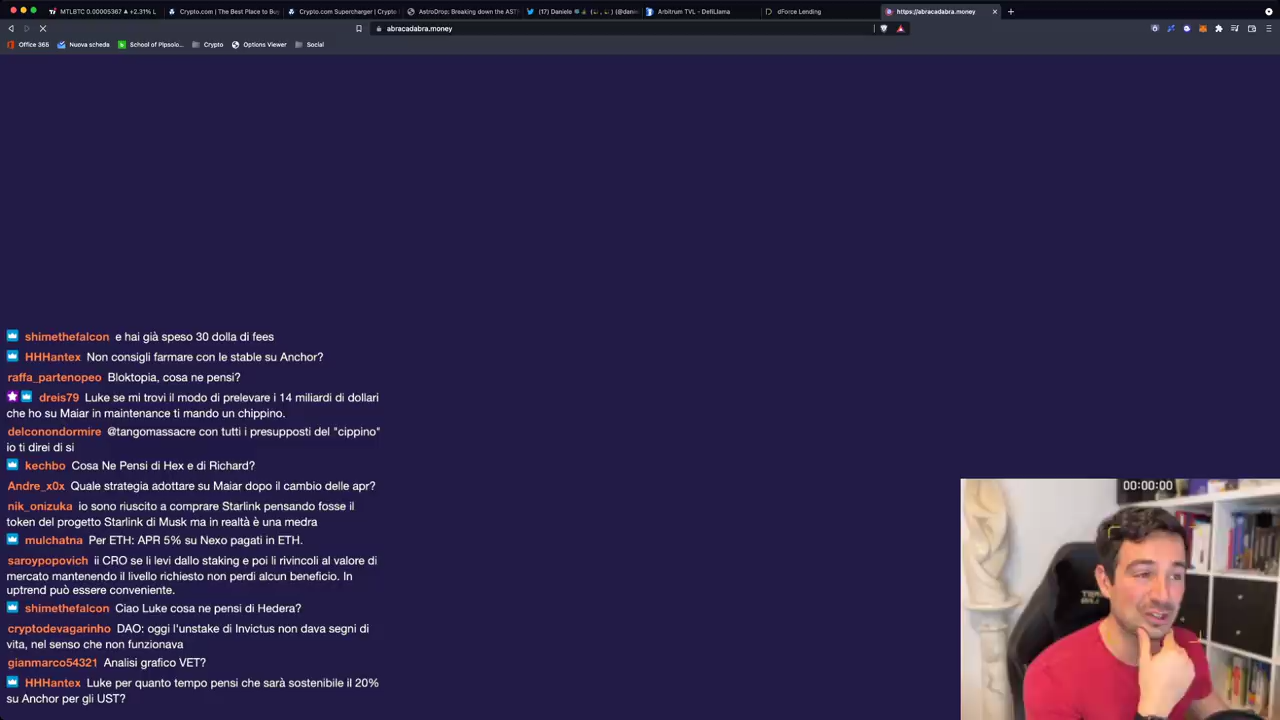 MTLBTC 0.00005367 ▲ +2.31% L
Crypto.com | The Best Place to Bu
Crypto.com Supercharger | Crypto
AstroDrop: Breaking down the AST
(17) Daniele
(@dani
Arbitrum TVL - DefiLlama
dForce Lending
https://abracadabra.money
abracadabra.money
Office 365
Nuova scheda
School of Pipsolo...
Crypto
Options Viewer
Social
shimethefalcon e hai già speso 30 dolla di fees
HHHantex Non consigli farmare con le stable su Anchor?
raffa_partenopeo Bloktopia, cosa ne pensi?
dreis79 Luke se mi trovi il modo di prelevare i 14 miliardi di dollari
che ho su Maiar in maintenance ti mando un chippino.
delconondormire @tangomassacre con tutti i presupposti del "cippino"
io ti direi di si
kechbo Cosa Ne Pensi di Hex e di Richard?
Andre_x0x Quale strategia adottare su Maiar dopo il cambio delle apr?
nik_onizuka io sono riuscito a comprare Starlink pensando fosse il
token del progetto Starlink di Musk ma in realtà è una medra
mulchatna Per ETH: APR 5% su Nexo pagati in ETH.
saroypopovich ii CRO se li levi dallo staking e poi li rivincoli al valore di
mercato mantenendo il livello richiesto non perdi alcun beneficio. In
uptrend può essere conveniente.
shimethefalcon Ciao Luke cosa ne pensi di Hedera?
cryptodevagarinho DAO: oggi l'unstake di Invictus non dava segni di
vita, nel senso che non funzionava
gianmarco54321 Analisi grafico VET?
HHHantex Luke per quanto tempo pensi che sarà sostenibile il 20%
su Anchor per gli UST?
00:00:00